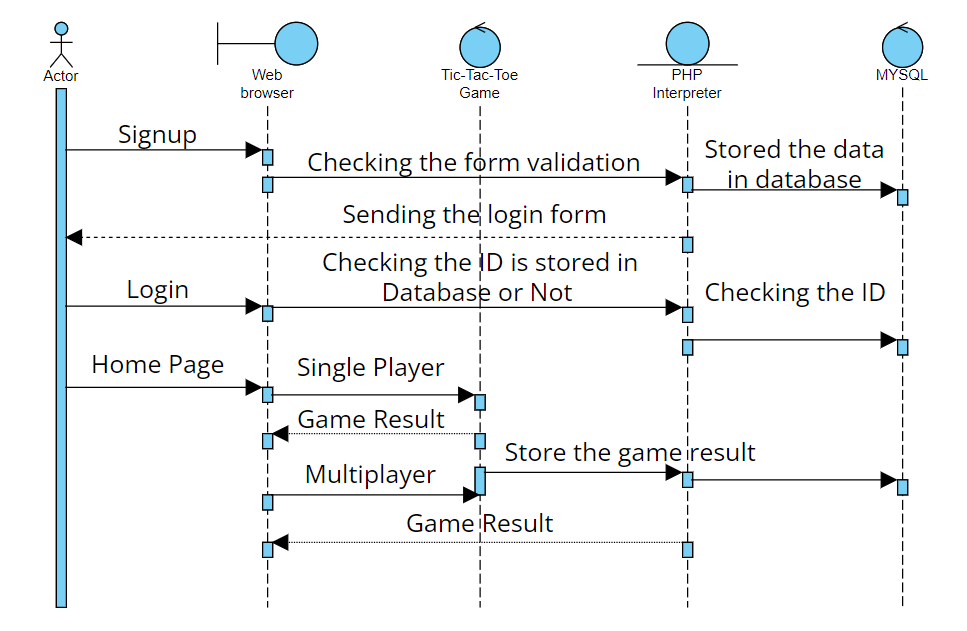 Actor
Web
browser
Tic-Tac-Toe
Game
PHP
Interpreter
MYSQL
Signup
Checking the form validation
Stored the data
in database
Sending the login form
Checking the ID is stored in
Database or Not
Login
Checking the ID
Home Page
Single Player
Game Result
Store the game result
Multiplayer
Game Result